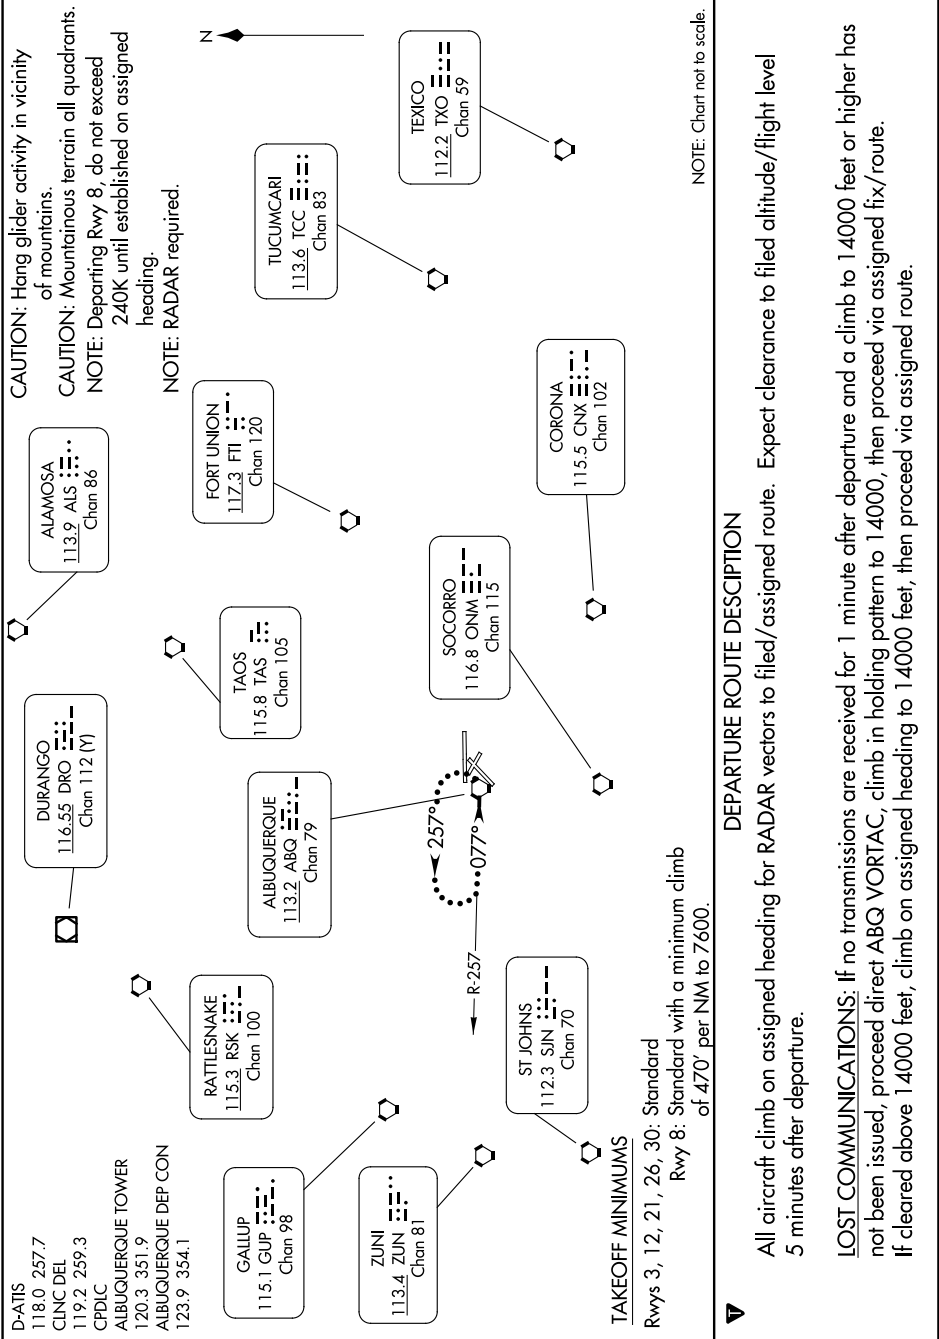 D-ATIS
118.0 257.7
CLNC DEL
119.2 259.3
CPDLC
ALBUQUERQUE TOWER
120.3 351.9
ALBUQUERQUE DEP CON
123.9 354.1
CAUTION: Hang glider activity in vicinity
of mountains.
CAUTION: Mountainous terrain all quadrants.
NOTE: Departing Rwy 8, do not exceed
240K until established on assigned
heading.
NOTE: RADAR required.
N
DURANGO
116.55 DRO
Chan 112 (Y)
ALAMOSA
113.9 ALS
Chan 86
RATTLESNAKE
115.3 RSK
Chan 100
TAOS
115.8 TAS
Chan 105
FORT UNION
117.3 FTI
Chan 120
GALLUP
115.1 GUP
Chan 98
ALBUQUERQUE
113.2 ABQ
Chan 79
TUCUMCARI
113.6 TCC
Chan 83
ZUNI
113.4 ZUN
Chan 81
TEXICO
112.2 TXO
Chan 59
257°
077°
R-257
SOCORRO
116.8 ONM
Chan 115
ST JOHNS
112.3 SJN
Chan 70
CORONA
115.5 CNX
Chan 102
TAKEOFF MINIMUMS
Rwys 3, 12, 21, 26, 30: Standard
Rwy 8: Standard with a minimum climb
of 470' per NM to 7600.
NOTE: Chart not to scale.
T
DEPARTURE ROUTE DESCIPTION
All aircraft climb on assigned heading for RADAR vectors to filed/assigned route. Expect clearance to filed altitude/flight level
5 minutes after departure.
LOST COMMUNICATIONS: If no transmissions are received for 1 minute after departure and a climb to 14000 feet or higher has
not been issued, proceed direct ABQ VORTAC, climb in holding pattern to 14000, then proceed via assigned fix/route.
If cleared above 14000 feet, climb on assigned heading to 14000 feet, then proceed via assigned route.